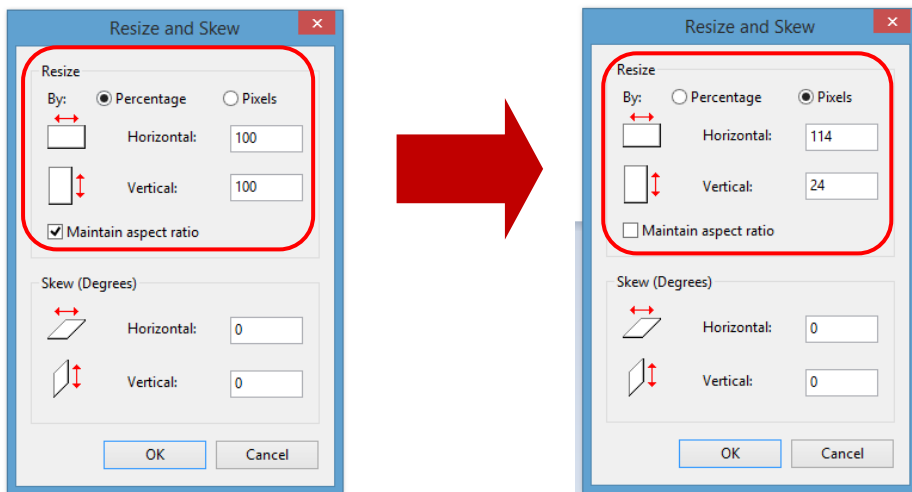 Resize and Skew
Resize
By: Percentage Pixels
Horizontal: 100
Vertical: 100
Maintain aspect ratio
Skew (Degrees)
Horizontal: 0
Vertical: 0
OK Cancel
Resize and Skew
Resize
By: Percentage Pixels
Horizontal: 114
Vertical: 24
Maintain aspect ratio
Skew (Degrees)
Horizontal: 0
Vertical: 0
OK Cancel